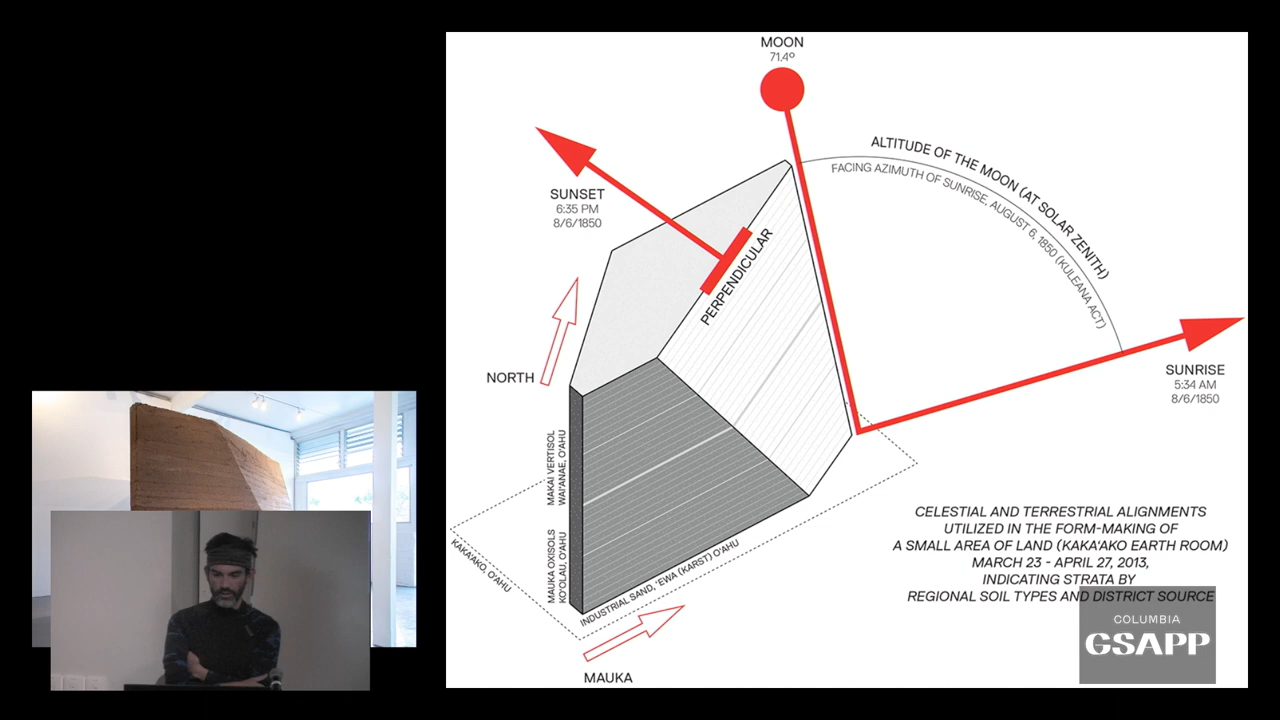 MOON
71.4º
ALTITUDE OF THE MOON (AT SOLAR ZENITH)
FACING AZIMUTH OF SUNRISE, AUGUST 6, 1850 (KULEANA ACT)
SUNSET
6:35 PM
8/6/1850
PERPENDICULAR
NORTH
SUNRISE
5:34 AM
8/6/1850
MAKAI VERTISOL
WAI'ANAE, O'AHU
MAUKA OXISOLS
KO'OLAU, O'AHU
KAKA'AKO, O'AHU
INDUSTRIAL SAND, 'EWA (KARST) O'AHU
MAUKA
CELESTIAL AND TERRESTRIAL ALIGNMENTS
UTILIZED IN THE FORM-MAKING OF
A SMALL AREA OF LAND (KAKA'AKO EARTH ROOM)
MARCH 23 - APRIL 27, 2013,
INDICATING STRATA BY
REGIONAL SOIL TYPES AND DISTRICT SOURCE
COLUMBIA
GSAPP